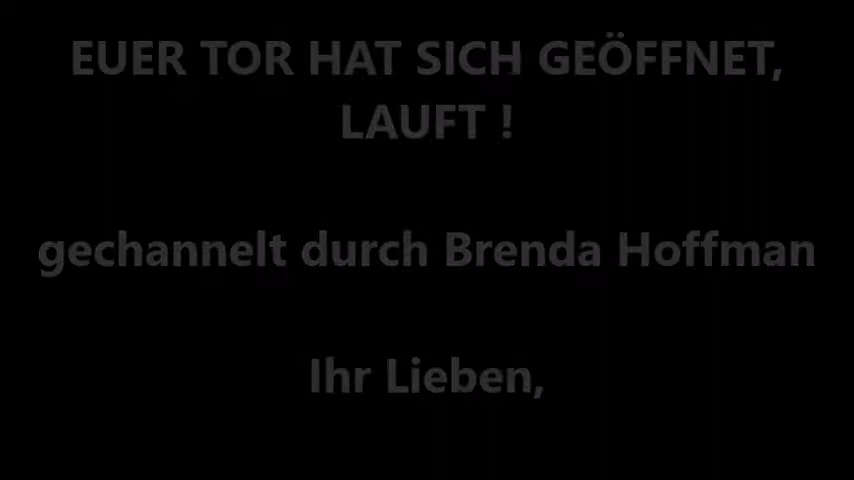 EUER TOR HAT SICH GEÖFFNET,
LAUFT !
gechannelt durch Brenda Hoffman
Ihr Lieben,